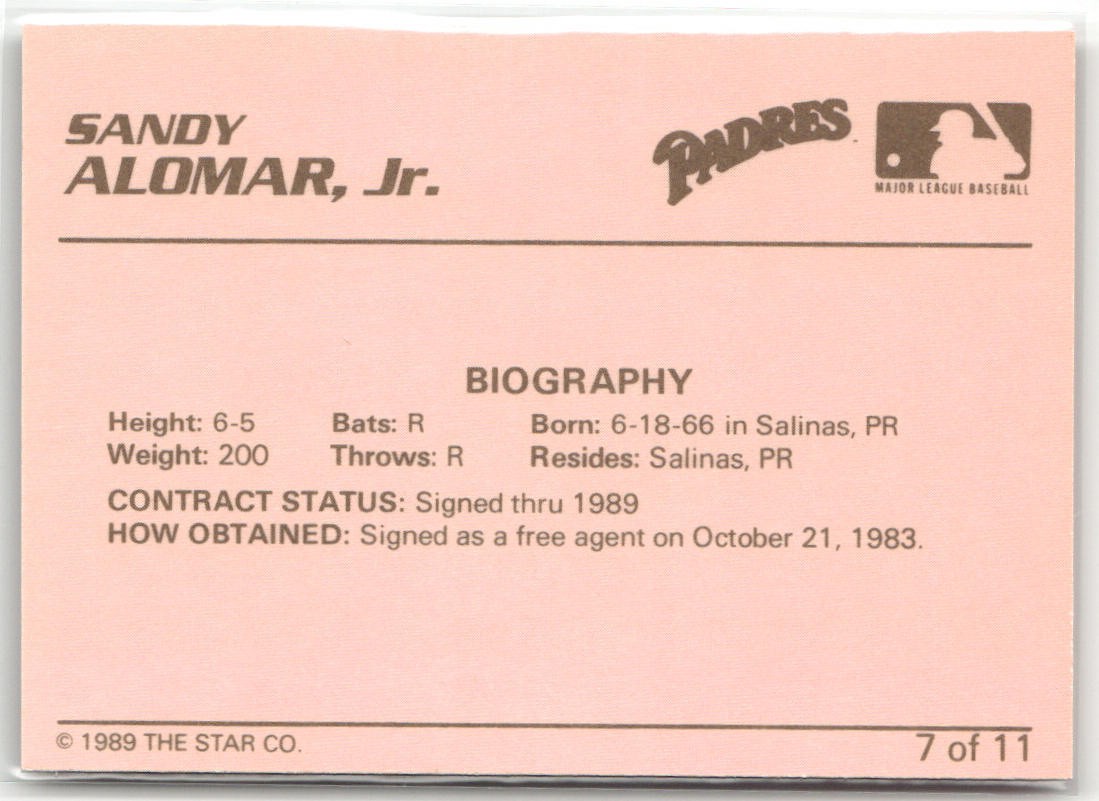 SANDY
ALOMAR, Jr.
PADRES
MAJOR LEAGUE BASEBALL
BIOGRAPHY
Height: 6-5 Bats: R Born: 6-18-66 in Salinas, PR
Weight: 200 Throws: R Resides: Salinas, PR
CONTRACT STATUS: Signed thru 1989
HOW OBTAINED: Signed as a free agent on October 21, 1983.
© 1989 THE STAR CO. 7 of 11